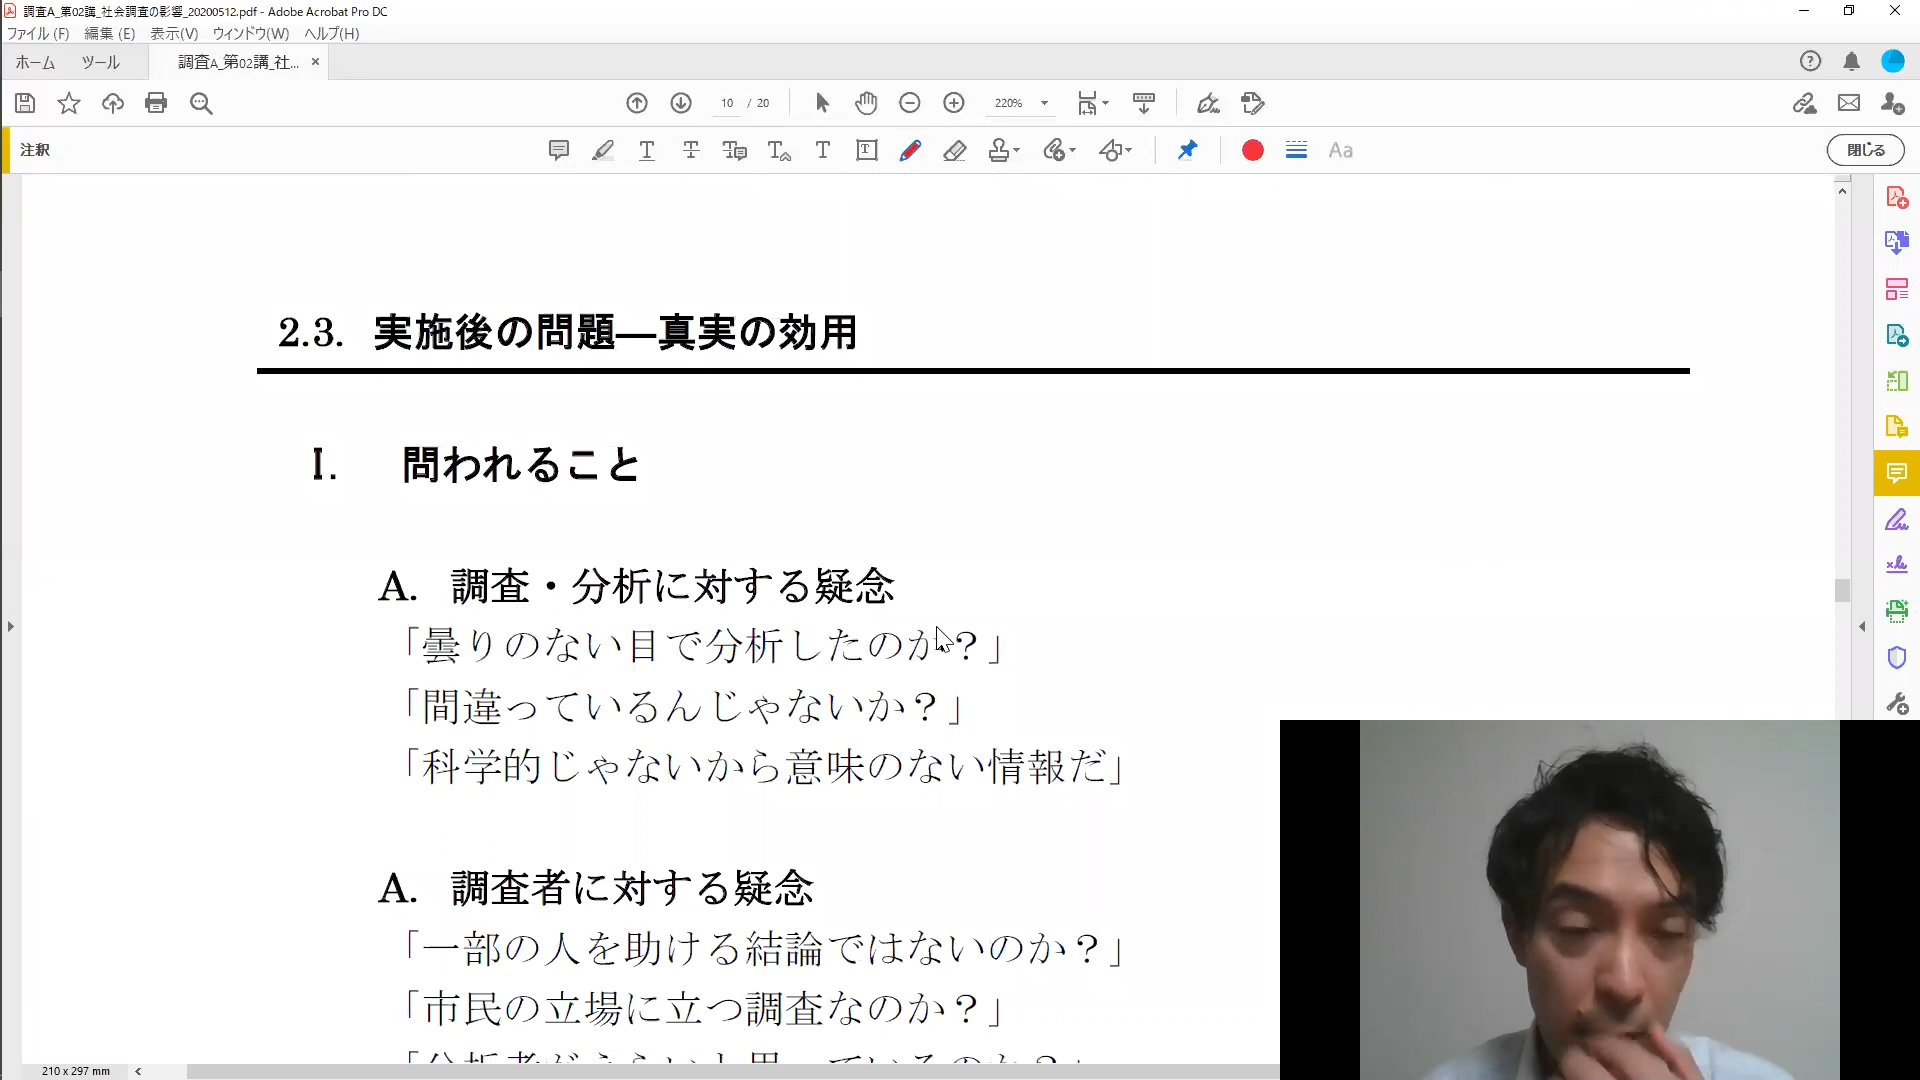 調査A_第02講_社会調査の影響_20200512.pdf - Adobe Acrobat Pro DC
ファイル(F) 編集(E) 表示(V) ウィンドウ(W) ヘルプ(H)
ホーム ツール 調査A_第02講_社... ×
10 / 20 220%
注釈 Aa 閉じる
2.3. 実施後の問題―真実の効用
I. 問われること
A. 調査・分析に対する疑念
「曇りのない目で分析したのか？」
「間違っているんじゃないか？」
「科学的じゃないから意味のない情報だ」
A. 調査者に対する疑念
「一部の人を助ける結論ではないのか？」
「市民の立場に立つ調査なのか？」
210 x 297 mm